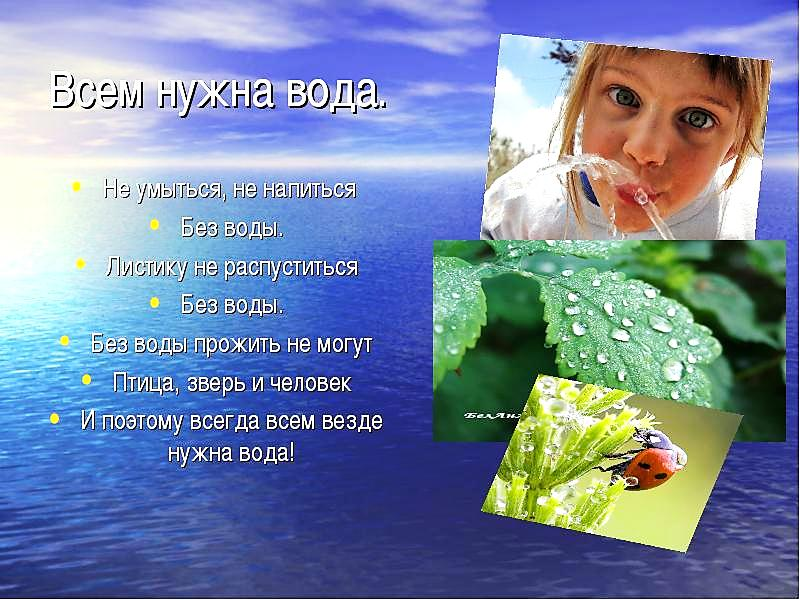 Всем нужна вода.
Не умыться, не напиться
Без воды.
Листику не распуститься
Без воды.
Без воды прожить не могут
Птица, зверь и человек
И поэтому всегда всем везде
нужна вода!